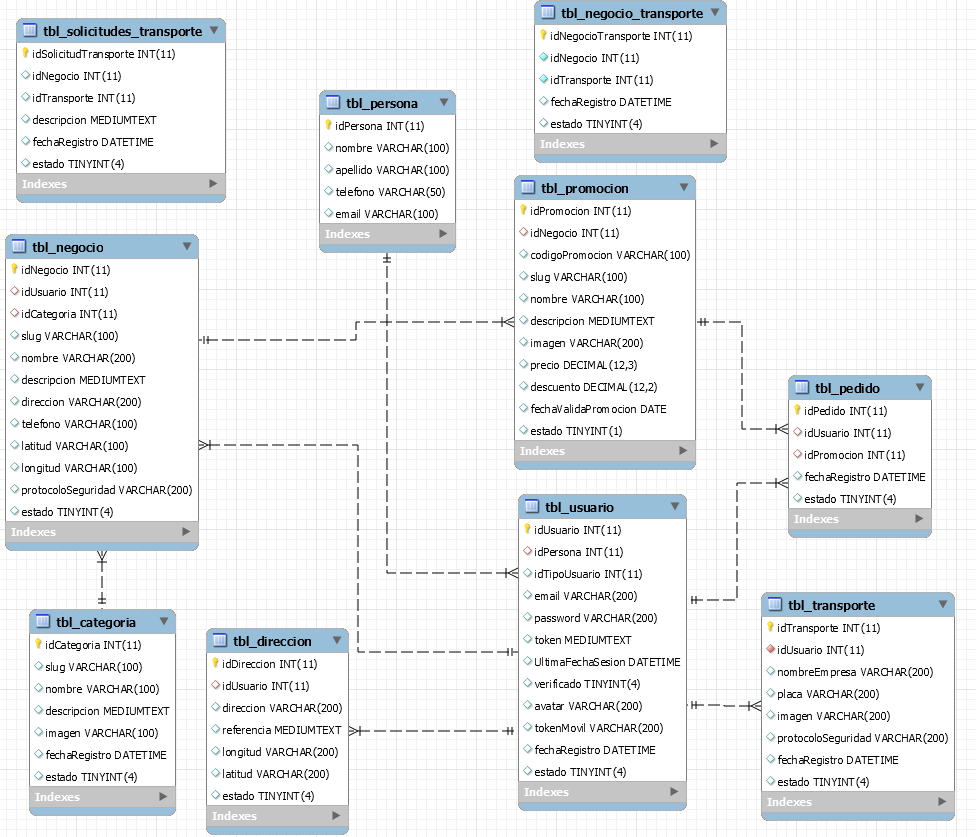 tbl_solicitudes_transporte
idSolicitudTransporte INT(11)
idNegocio INT(11)
idTransporte INT(11)
descripcion MEDIUMTEXT
fechaRegistro DATETIME
estado TINYINT(4)
Indexes
tbl_persona
idPersona INT(11)
nombre VARCHAR(100)
apellido VARCHAR(100)
telefono VARCHAR(50)
email VARCHAR(100)
Indexes
tbl_negocio_transporte
idNegocioTransporte INT(11)
idNegocio INT(11)
idTransporte INT(11)
fechaRegistro DATETIME
estado TINYINT(4)
Indexes
tbl_negocio
idNegocio INT(11)
idUsuario INT(11)
idCategoria INT(11)
slug VARCHAR(100)
nombre VARCHAR(200)
descripcion MEDIUMTEXT
direccion VARCHAR(200)
telefono VARCHAR(100)
latitud VARCHAR(100)
longitud VARCHAR(100)
protocoloSeguridad VARCHAR(200)
estado TINYINT(4)
Indexes
tbl_promocion
idPromocion INT(11)
idNegocio INT(11)
codigoPromocion VARCHAR(100)
slug VARCHAR(100)
nombre VARCHAR(100)
descripcion MEDIUMTEXT
imagen VARCHAR(200)
precio DECIMAL(12,3)
descuento DECIMAL(12,2)
fechaValidaPromocion DATE
estado TINYINT(1)
Indexes
tbl_pedido
idPedido INT(11)
idUsuario INT(11)
idPromocion INT(11)
fechaRegistro DATETIME
estado TINYINT(4)
Indexes
tbl_categoria
idCategoria INT(11)
slug VARCHAR(100)
nombre VARCHAR(100)
descripcion MEDIUMTEXT
imagen VARCHAR(100)
fechaRegistro DATETIME
estado TINYINT(4)
Indexes
tbl_direccion
idDireccion INT(11)
idUsuario INT(11)
direccion VARCHAR(200)
referencia MEDIUMTEXT
longitud VARCHAR(200)
latitud VARCHAR(200)
estado TINYINT(4)
Indexes
tbl_usuario
idUsuario INT(11)
idPersona INT(11)
idTipoUsuario INT(11)
email VARCHAR(200)
password VARCHAR(200)
token MEDIUMTEXT
UltimaFechaSesion DATETIME
verificado TINYINT(4)
avatar VARCHAR(200)
tokenMovil VARCHAR(200)
fechaRegistro DATETIME
estado TINYINT(4)
Indexes
tbl_transporte
idTransporte INT(11)
idUsuario INT(11)
nombreEmpresa VARCHAR(200)
placa VARCHAR(200)
imagen VARCHAR(200)
protocoloSeguridad VARCHAR(200)
fechaRegistro DATETIME
estado TINYINT(4)
Indexes